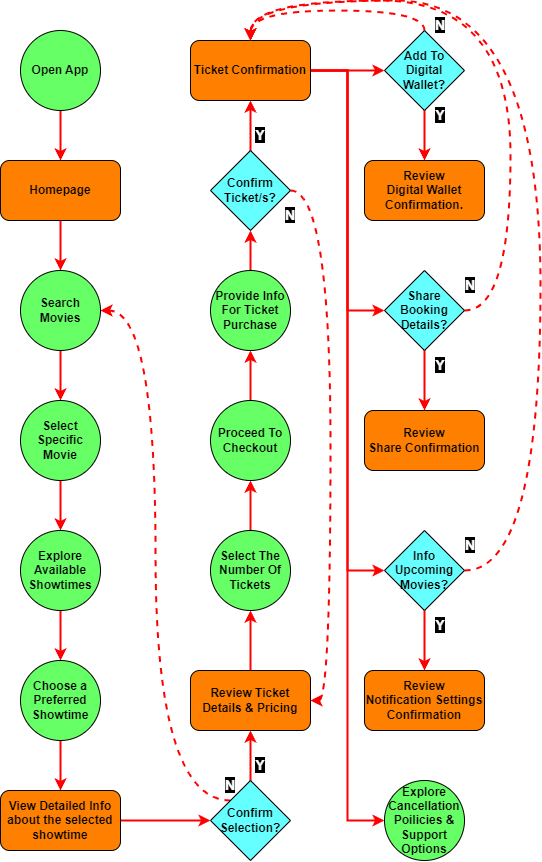 Open App
Homepage
Search
Movies
Select
Specific
Movie
Explore
Available
Showtimes
Choose a
Preferred
Showtime
View Detailed Info
about the selected
showtime
Confirm
Selection?
N
Y
Review Ticket
Details & Pricing
Select The
Number Of
Tickets
Proceed To
Checkout
Provide Info
For Ticket
Purchase
Confirm
Ticket/s?
N
Y
Ticket Confirmation
Add To
Digital
Wallet?
N
Y
Review
Digital Wallet
Confirmation.
Share
Booking
Details?
N
Y
Review
Share Confirmation
Info
Upcoming
Movies?
N
Y
Review
Notification Settings
Confirmation
Explore
Cancellation
Poilicies &
Support
Options